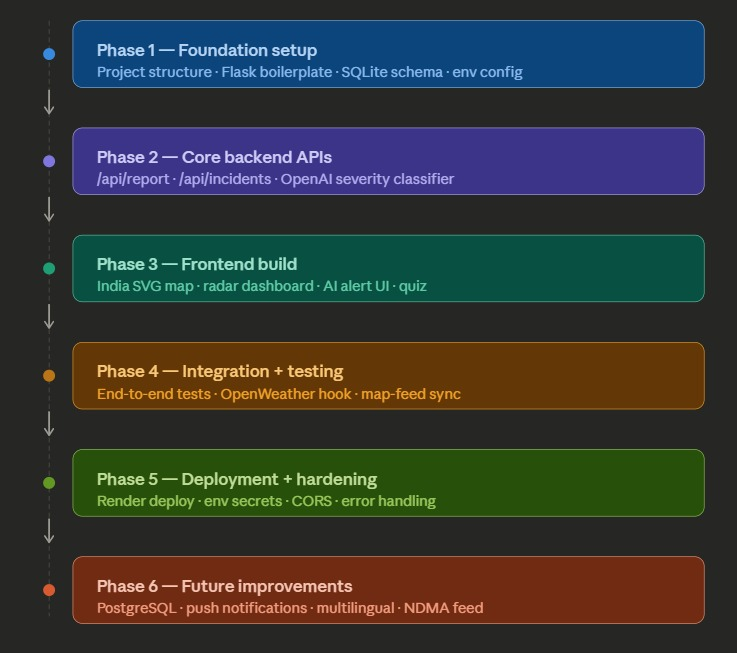 Phase 1 — Foundation setup
Project structure · Flask boilerplate · SQLite schema · env config
Phase 2 — Core backend APIs
/api/report · /api/incidents · OpenAI severity classifier
Phase 3 — Frontend build
India SVG map · radar dashboard · AI alert UI · quiz
Phase 4 — Integration + testing
End-to-end tests · OpenWeather hook · map-feed sync
Phase 5 — Deployment + hardening
Render deploy · env secrets · CORS · error handling
Phase 6 — Future improvements
PostgreSQL · push notifications · multilingual · NDMA feed